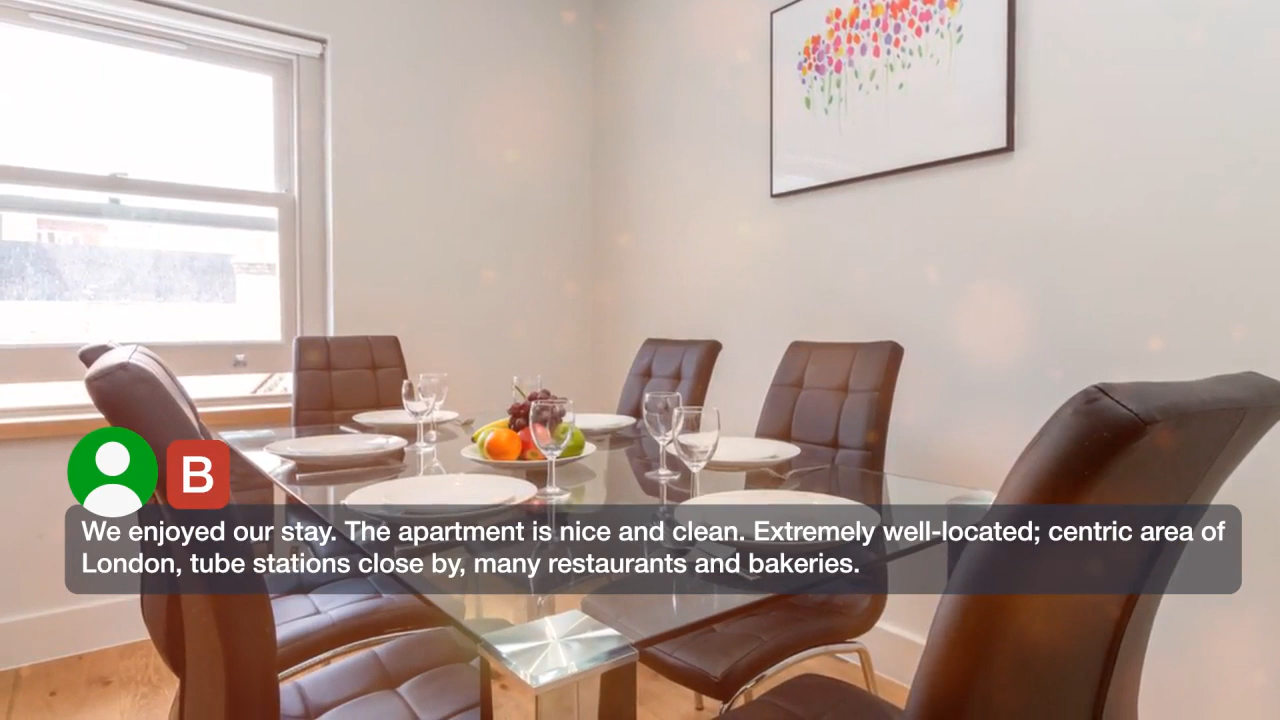 B
We enjoyed our stay. The apartment is nice and clean. Extremely well-located; centric area of
London, tube stations close by, many restaurants and bakeries.